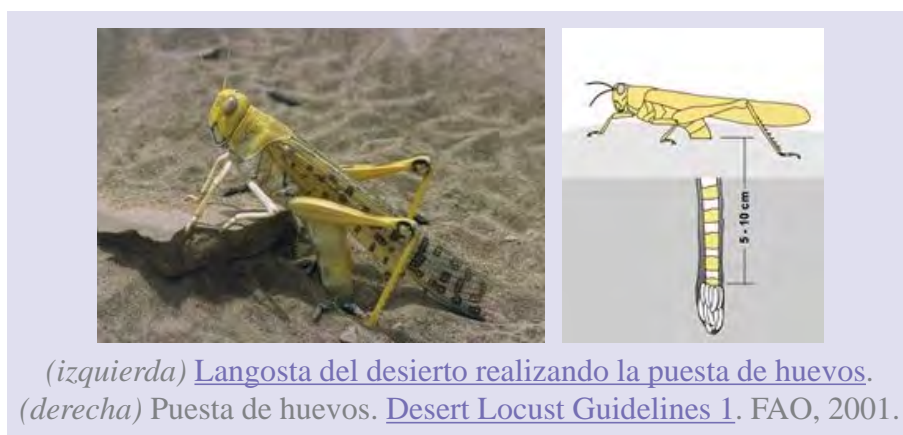 5 - 10 cm
(izquierda) Langosta del desierto realizando la puesta de huevos.
(derecha) Puesta de huevos. Desert Locust Guidelines 1. FAO, 2001.